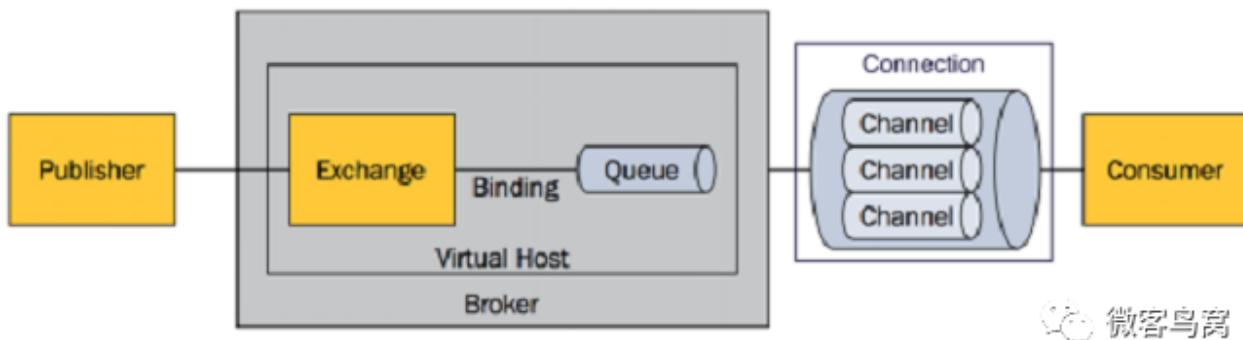 Connection
Channel
Publisher
Exchange
Binding
Queue
Channel
Consumer
Channel
Virtual Host
Broker
微客鸟窝